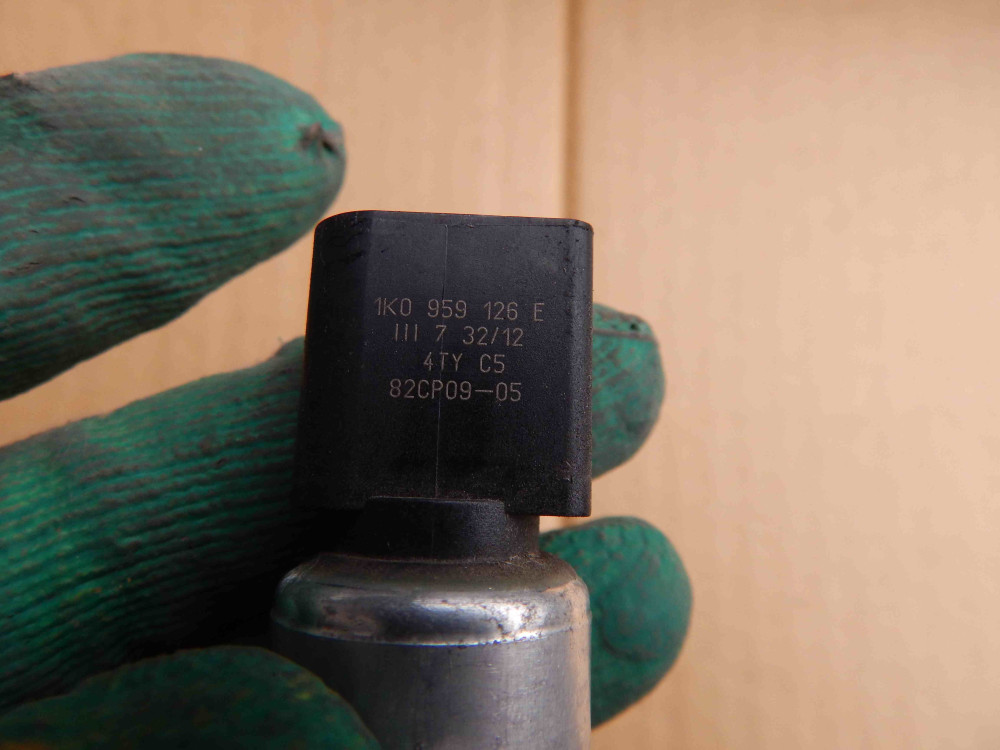 1K0 959 126 E
III 7 32/12
4TY C5
82CP09-05